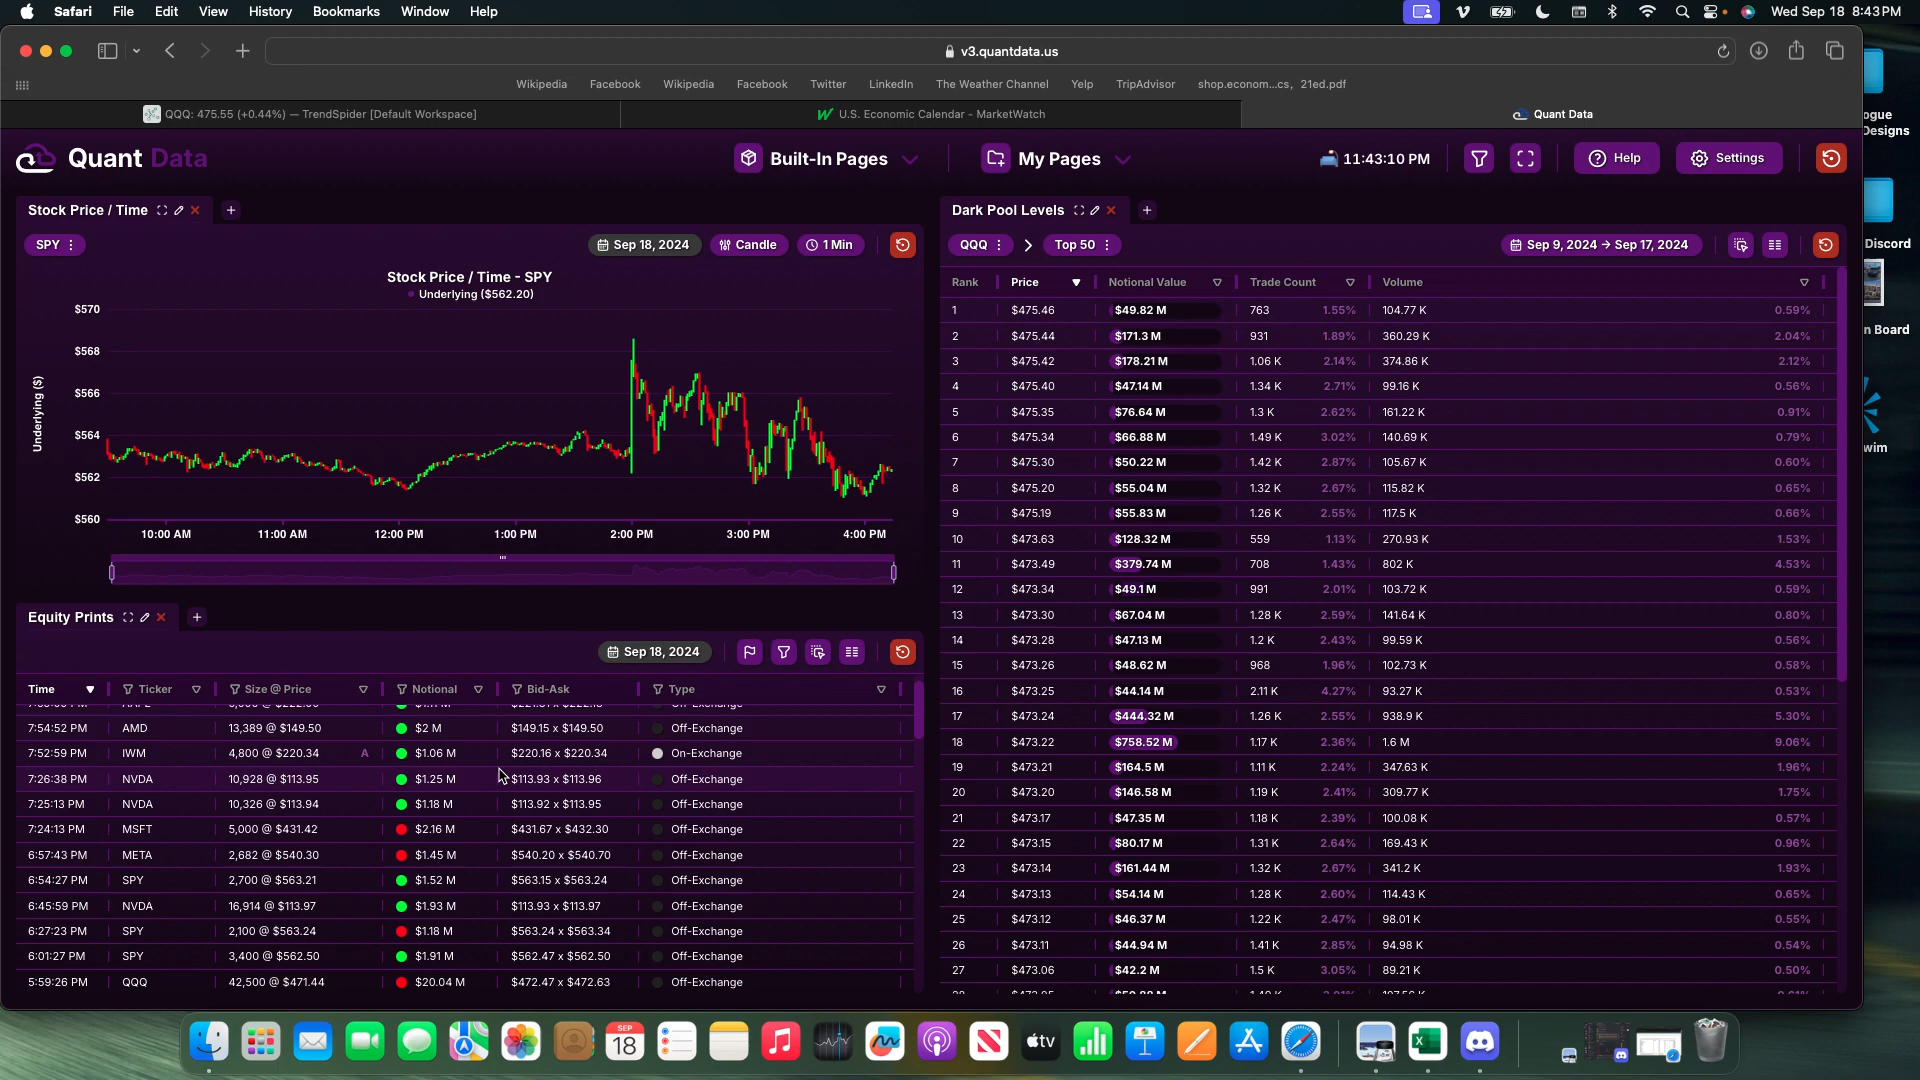 Safari File Edit View History Bookmarks Window Help Wed Sep 18 8:43 PM
v3.quantdata.us
Wikipedia Facebook Wikipedia Facebook Twitter LinkedIn The Weather Channel Yelp TripAdvisor shop.econom...cs, 21ed.pdf
QQQ: 475.55 (+0.44%) — TrendSpider [Default Workspace] U.S. Economic Calendar - MarketWatch Quant Data
Quant Data Built-In Pages My Pages 11:43:10 PM Help Settings
Stock Price / Time
SPY Sep 18, 2024 Candle 1 Min
Stock Price / Time - SPY
Underlying ($562.20)
Underlying ($)
$570
$568
$566
$564
$562
$560
10:00 AM 11:00 AM 12:00 PM 1:00 PM 2:00 PM 3:00 PM 4:00 PM
Equity Prints
Sep 18, 2024
Time Ticker Size @ Price Notional Bid-Ask Type
7:54:52 PM AMD 13,389 @ $149.50 $2 M $149.15 x $149.50 Off-Exchange
7:52:59 PM IWM 4,800 @ $220.34 A $1.06 M $220.16 x $220.34 On-Exchange
7:26:38 PM NVDA 10,928 @ $113.95 $1.25 M $113.93 x $113.96 Off-Exchange
7:25:13 PM NVDA 10,326 @ $113.94 $1.18 M $113.92 x $113.95 Off-Exchange
7:24:13 PM MSFT 5,000 @ $431.42 $2.16 M $431.67 x $432.30 Off-Exchange
6:57:43 PM META 2,682 @ $540.30 $1.45 M $540.20 x $540.70 Off-Exchange
6:54:27 PM SPY 2,700 @ $563.21 $1.52 M $563.15 x $563.24 Off-Exchange
6:45:59 PM NVDA 16,914 @ $113.97 $1.93 M $113.93 x $113.97 Off-Exchange
6:27:23 PM SPY 2,100 @ $563.24 $1.18 M $563.24 x $563.34 Off-Exchange
6:01:27 PM SPY 3,400 @ $562.50 $1.91 M $562.47 x $562.50 Off-Exchange
5:59:26 PM QQQ 42,500 @ $471.44 $20.04 M $472.47 x $472.63 Off-Exchange
Dark Pool Levels
QQQ Top 50 Sep 9, 2024 → Sep 17, 2024
Rank Price Notional Value Trade Count Volume
1 $475.46 $49.82 M 763 1.55% 104.77 K 0.59%
2 $475.44 $171.3 M 931 1.89% 360.29 K 2.04%
3 $475.42 $178.21 M 1.06 K 2.14% 374.86 K 2.12%
4 $475.40 $47.14 M 1.34 K 2.71% 99.16 K 0.56%
5 $475.35 $76.64 M 1.3 K 2.62% 161.22 K 0.91%
6 $475.34 $66.88 M 1.49 K 3.02% 140.69 K 0.79%
7 $475.30 $50.22 M 1.42 K 2.87% 105.67 K 0.60%
8 $475.20 $55.04 M 1.32 K 2.67% 115.82 K 0.65%
9 $475.19 $55.83 M 1.26 K 2.55% 117.5 K 0.66%
10 $473.63 $128.32 M 559 1.13% 270.93 K 1.53%
11 $473.49 $379.74 M 708 1.43% 802 K 4.53%
12 $473.34 $49.1 M 991 2.01% 103.72 K 0.59%
13 $473.30 $67.04 M 1.28 K 2.59% 141.64 K 0.80%
14 $473.28 $47.13 M 1.2 K 2.43% 99.59 K 0.56%
15 $473.26 $48.62 M 968 1.96% 102.73 K 0.58%
16 $473.25 $44.14 M 2.11 K 4.27% 93.27 K 0.53%
17 $473.24 $444.32 M 1.26 K 2.55% 938.9 K 5.30%
18 $473.22 $758.52 M 1.17 K 2.36% 1.6 M 9.06%
19 $473.21 $164.5 M 1.11 K 2.24% 347.63 K 1.96%
20 $473.20 $146.58 M 1.19 K 2.41% 309.77 K 1.75%
21 $473.17 $47.35 M 1.18 K 2.39% 100.08 K 0.57%
22 $473.15 $80.17 M 1.31 K 2.64% 169.43 K 0.96%
23 $473.14 $161.44 M 1.32 K 2.67% 341.2 K 1.93%
24 $473.13 $54.14 M 1.28 K 2.60% 114.43 K 0.65%
25 $473.12 $46.37 M 1.22 K 2.47% 98.01 K 0.55%
26 $473.11 $44.94 M 1.41 K 2.85% 94.98 K 0.54%
27 $473.06 $42.2 M 1.5 K 3.05% 89.21 K 0.50%
ogue
Designs
Discord
n Board
wim
SEP
18
tv